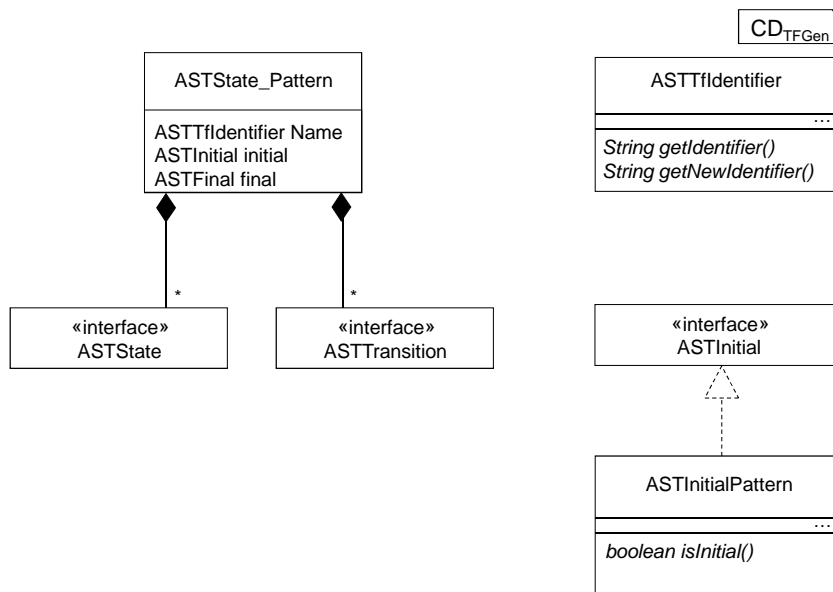 CD_TFGen
ASTState_Pattern
ASTTfIdentifier Name
ASTInitial initial
ASTFinal final
ASTTfIdentifier
...
String getIdentifier()
String getNewIdentifier()
*
*
«interface»
ASTState
«interface»
ASTTransition
«interface»
ASTInitial
ASTInitialPattern
...
boolean isInitial()